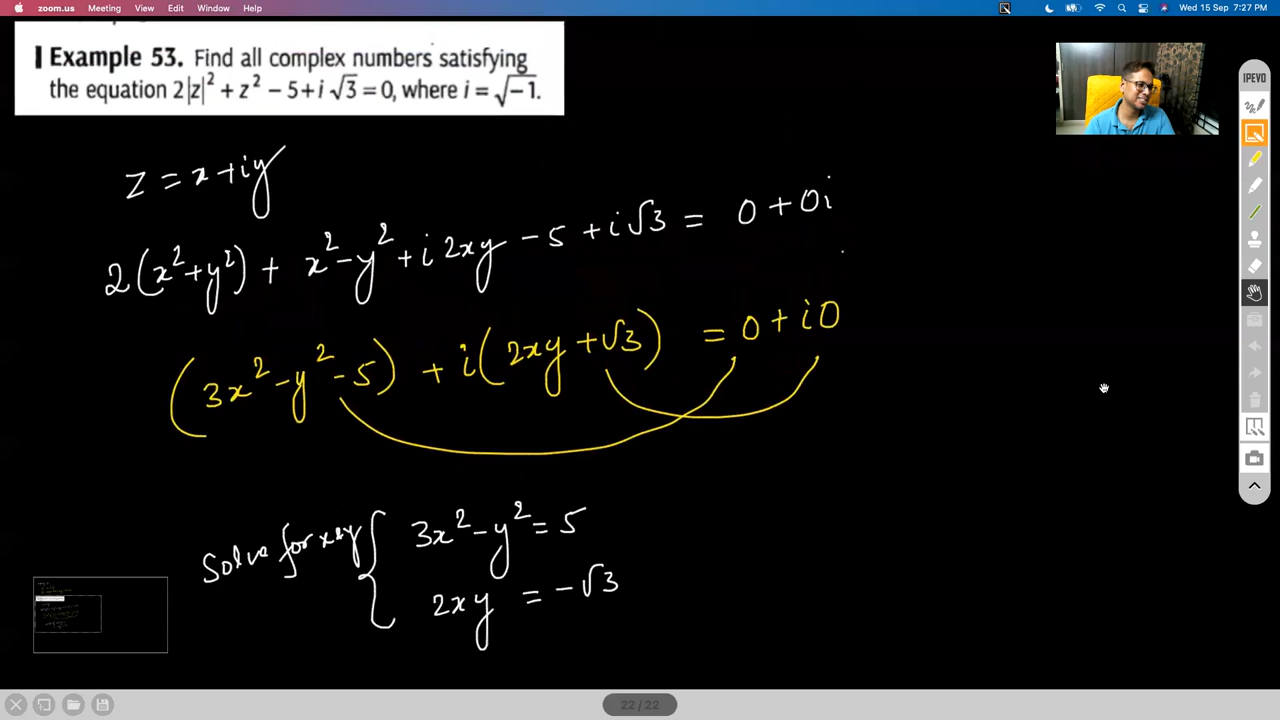 zoom.us Meeting View Edit Window Help Wed 15 Sep 7:27 PM
Example 53. Find all complex numbers satisfying
the equation 2|z|² + z² − 5 + i √3 = 0, where i = √−1.
IPEVO
z = x + iy
2(x² + y²) + x² − y² + i 2xy − 5 + i√3 = 0 + 0i
(3x² − y² − 5) + i(2xy + √3) = 0 + i0
Solve for x & y { 3x² − y² = 5
2xy = −√3
22 / 22